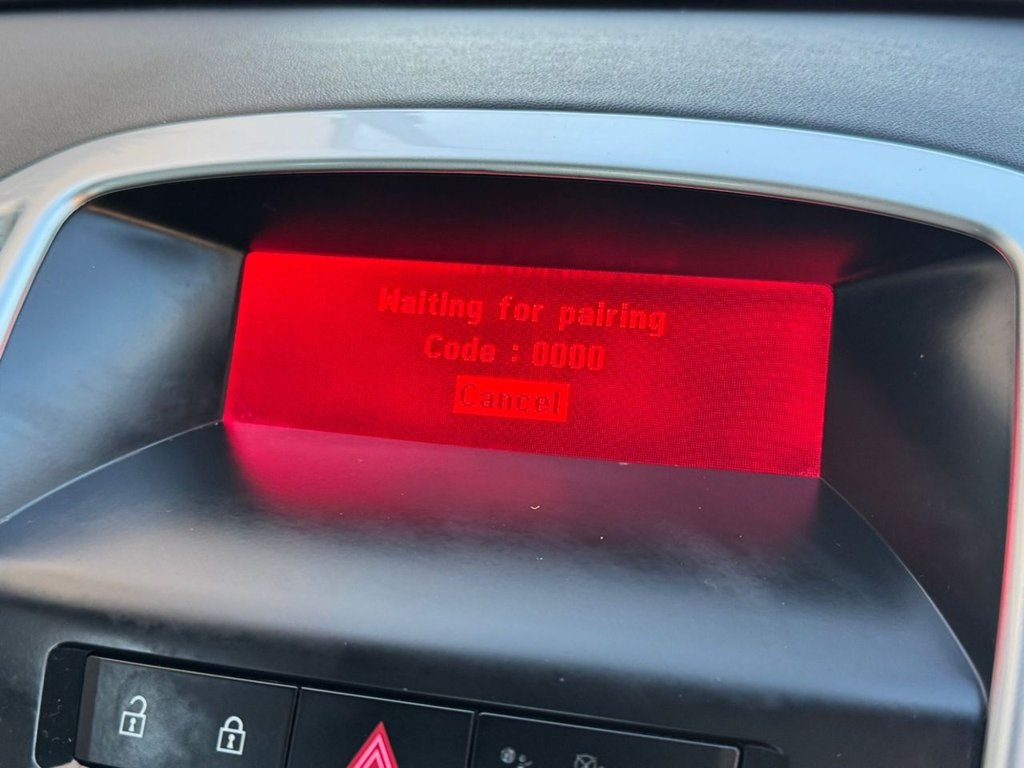 Waiting for pairing
Code : 0000
Cancel